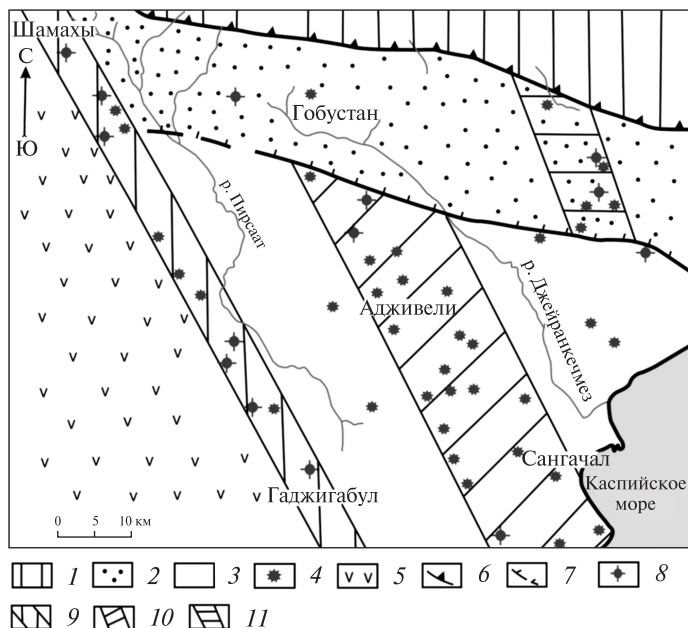 Шамахы
С
Ю
Гобустан
р. Пирсаат
Адживели
р. Джейранкечмез
Сангачал
Каспийское
море
Гаджигабул
0 5 10 км
1 2 3 4 5 6 7 8
9 10 11